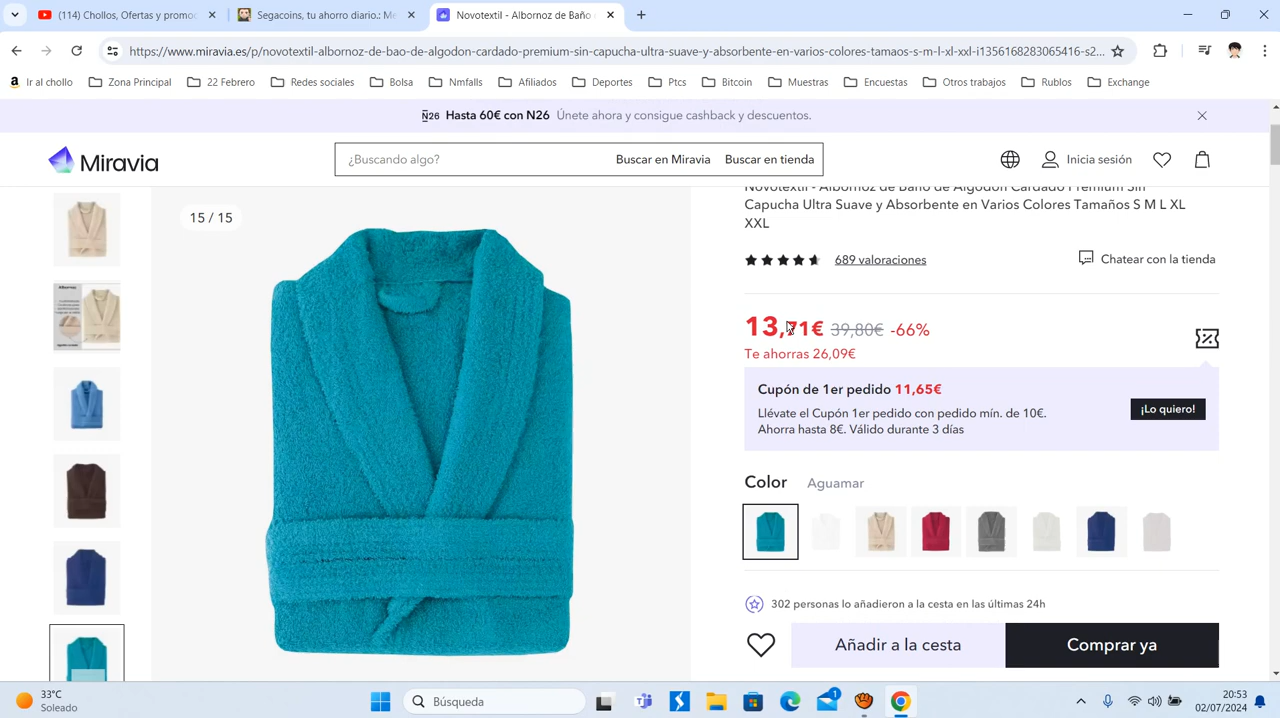 (114) Chollos, Ofertas y promo
Segacoins, tu ahorro diario.: Me
Novotextil - Albornoz de Baño
https://www.miravia.es/p/novotextil-albornoz-de-bao-de-algodon-cardado-premium-sin-capucha-ultra-suave-y-absorbente-en-varios-colores-tamaos-s-m-l-xl-xxl-i1356168283065416-s2...
Ir al chollo Zona Principal 22 Febrero Redes sociales Bolsa Nmfalls Afiliados Deportes Ptcs Bitcoin Muestras Encuestas Otros trabajos Rublos Exchange
N26 Hasta 60€ con N26 Únete ahora y consigue cashback y descuentos.
Miravia
¿Buscando algo? Buscar en Miravia Buscar en tienda
Inicia sesión
15 / 15
Novotextil - Albornoz de Baño de Algodón Cardado Premium Sin
Capucha Ultra Suave y Absorbente en Varios Colores Tamaños S M L XL
XXL
689 valoraciones
Chatear con la tienda
13,71€ 39,80€ -66%
Te ahorras 26,09€
Cupón de 1er pedido 11,65€
Llévate el Cupón 1er pedido con pedido mín. de 10€.
Ahorra hasta 8€. Válido durante 3 días
¡Lo quiero!
Color Aguamar
302 personas lo añadieron a la cesta en las últimas 24h
Añadir a la cesta
Comprar ya
33°C
Soleado
Búsqueda
1
20:53
02/07/2024